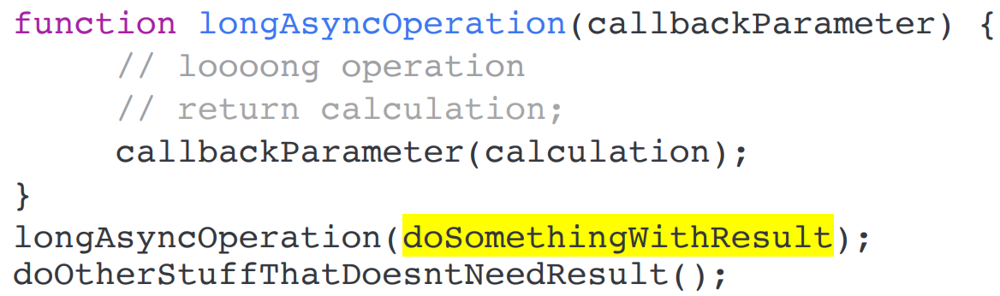 function longAsyncOperation(callbackParameter) {
// loooong operation
// return calculation;
callbackParameter(calculation);
}
longAsyncOperation(doSomethingWithResult);
doOtherStuffThatDoesntNeedResult();